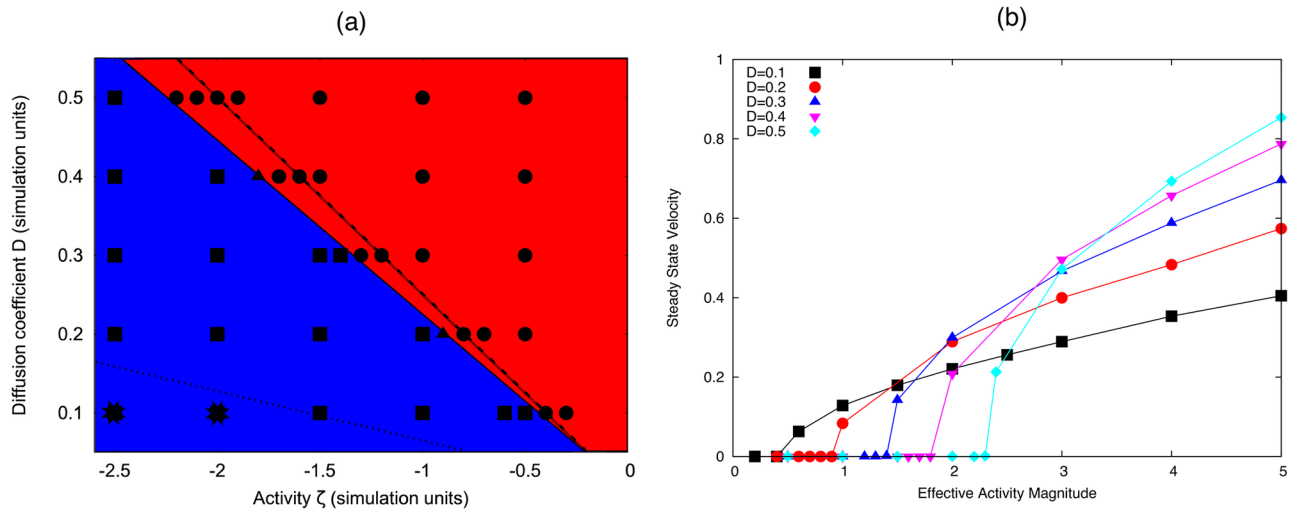 (a)
Diffusion coefficient D (simulation units)
0.5
0.4
0.3
0.2
0.1
-2.5 -2 -1.5 -1 -0.5 0
Activity ζ (simulation units)
(b)
Steady State Velocity
1
0.8
0.6
0.4
0.2
0
D=0.1
D=0.2
D=0.3
D=0.4
D=0.5
0 1 2 3 4 5
Effective Activity Magnitude